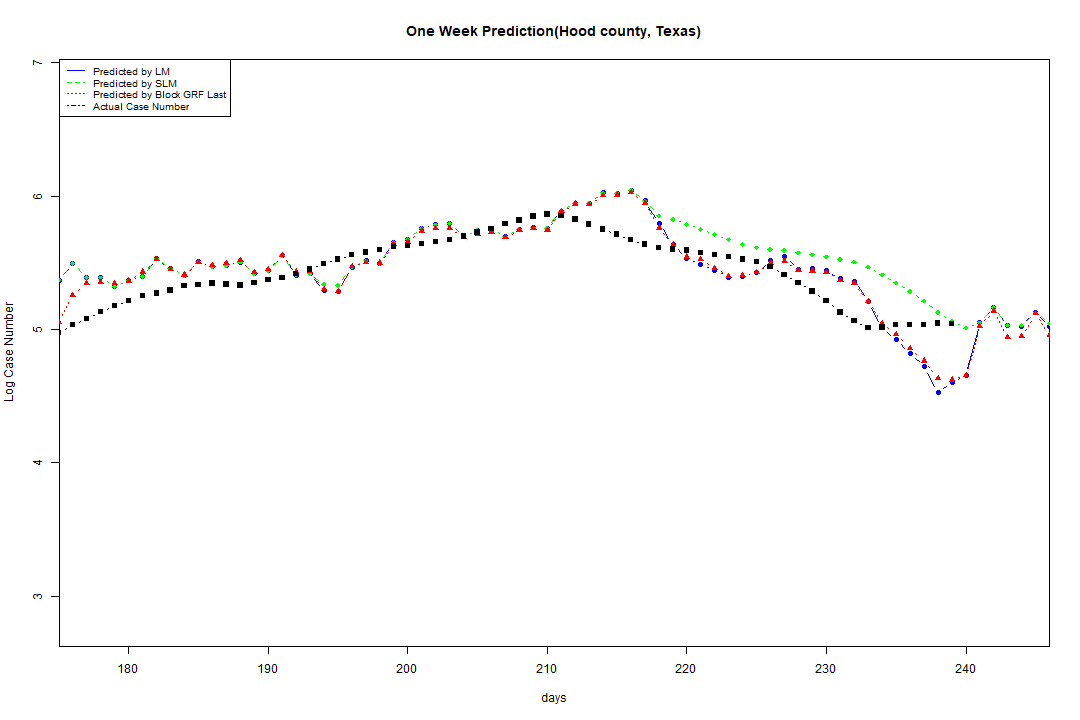 One Week Prediction(Hood county, Texas)
Predicted by LM
Predicted by SLM
Predicted by Block GRF Last
Actual Case Number
Log Case Number
7
6
5
4
3
180 190 200 210 220 230 240
days